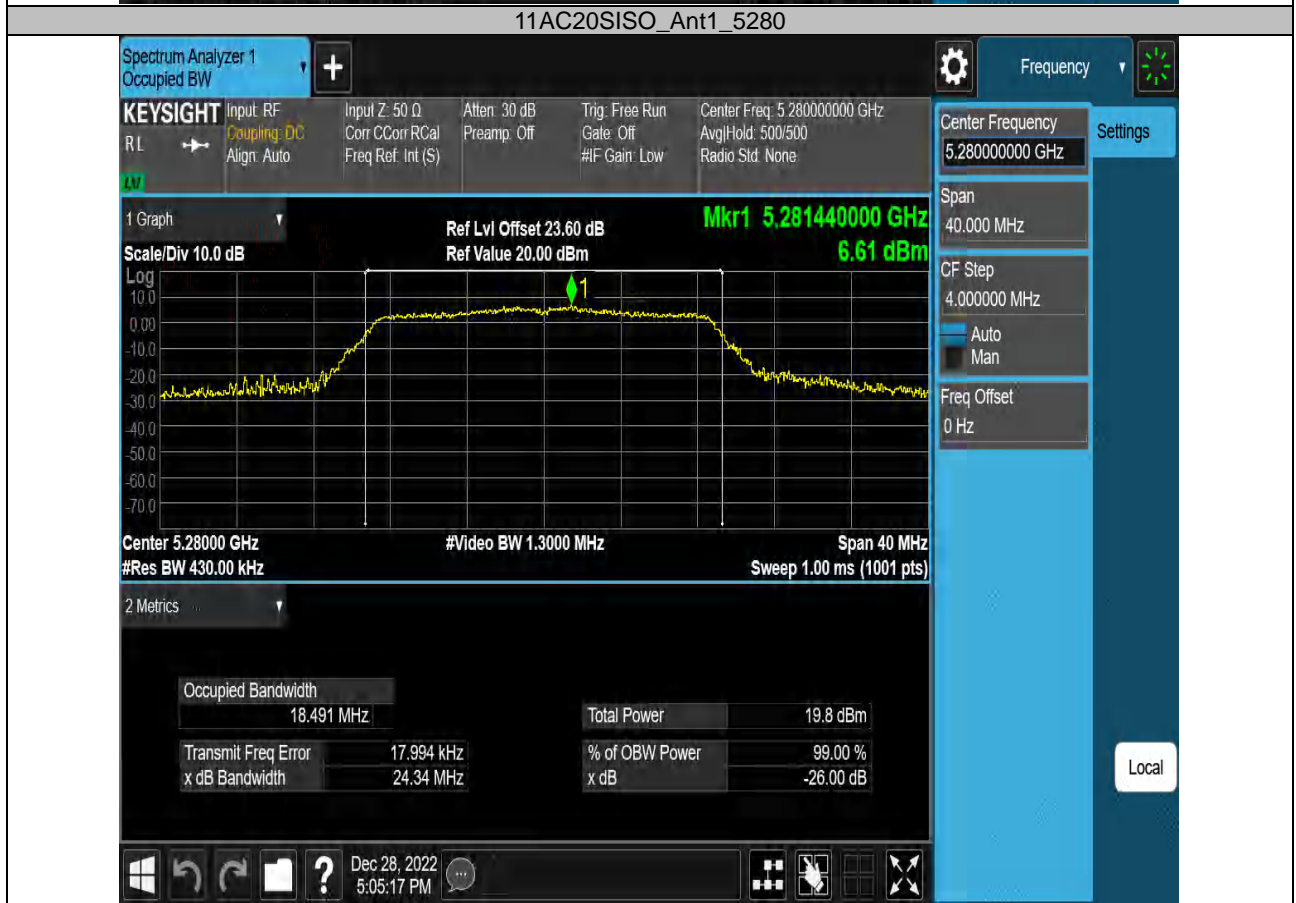 11AC20SISO_Ant1_5280
Spectrum Analyzer 1
Occupied BW
+
Frequency
KEYSIGHT
RL
Input: RF
Coupling: DC
Align: Auto
Input Z: 50 Ω
Corr CCorr RCal
Freq Ref: Int (S)
Atten: 30 dB
Preamp: Off
Trig: Free Run
Gate: Off
#IF Gain: Low
Center Freq: 5.280000000 GHz
Avg|Hold: 500/500
Radio Std: None
Center Frequency
5.280000000 GHz
Settings
Span
40.000 MHz
CF Step
4.000000 MHz
Auto
Man
Freq Offset
0 Hz
1 Graph
Scale/Div 10.0 dB
Ref Lvl Offset 23.60 dB
Ref Value 20.00 dBm
Mkr1 5.281440000 GHz
6.61 dBm
Log
10.0
0.00
-10.0
-20.0
-30.0
-40.0
-50.0
-60.0
-70.0
1
Center 5.28000 GHz
#Video BW 1.3000 MHz
Span 40 MHz
#Res BW 430.00 kHz
Sweep 1.00 ms (1001 pts)
2 Metrics
Occupied Bandwidth
18.491 MHz
Total Power 19.8 dBm
Transmit Freq Error 17.994 kHz
% of OBW Power 99.00 %
x dB Bandwidth 24.34 MHz
x dB -26.00 dB
Local
?
Dec 28, 2022
5:05:17 PM